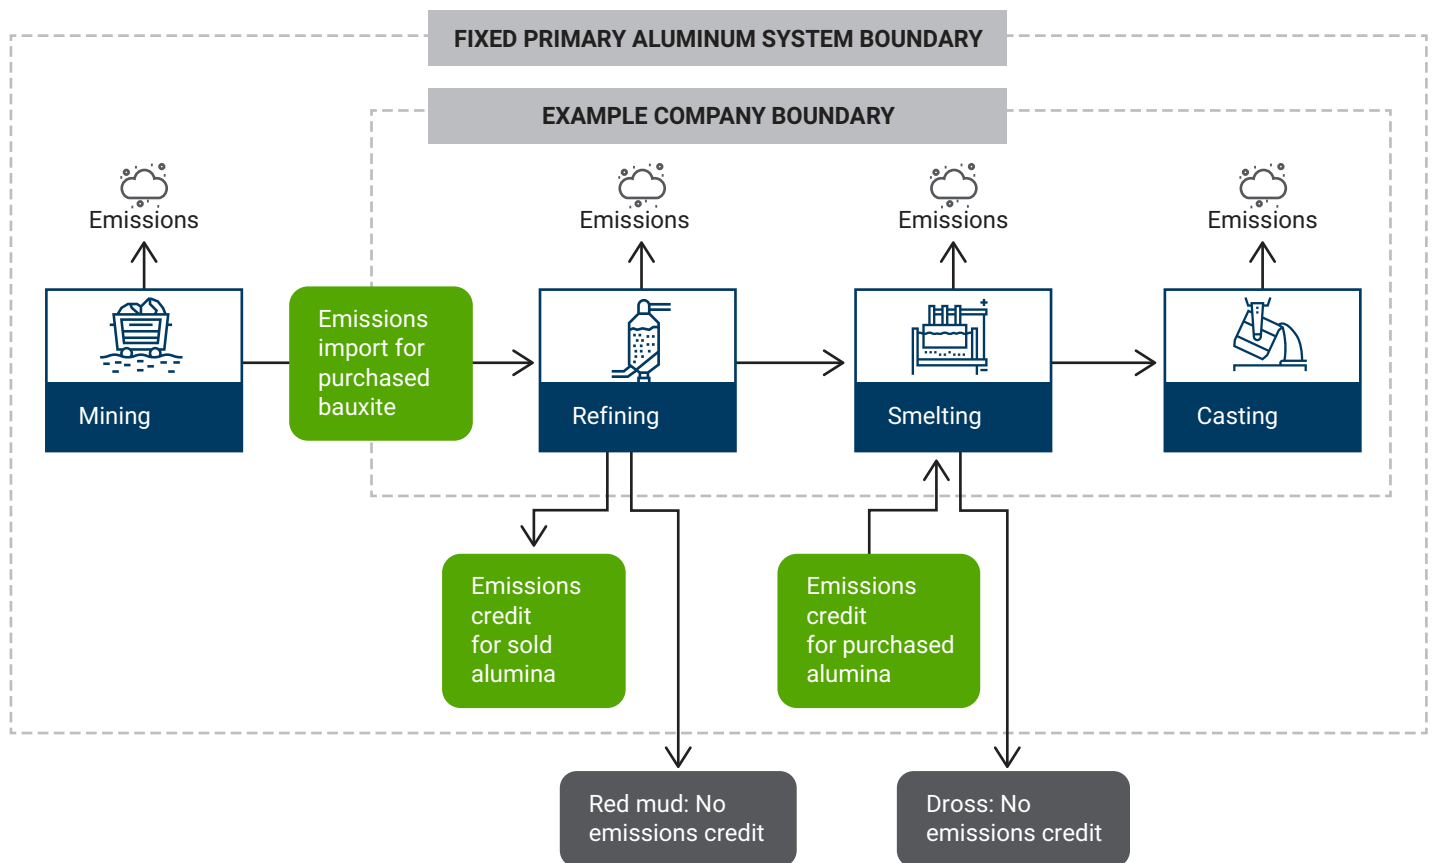 FIXED PRIMARY ALUMINUM SYSTEM BOUNDARY
EXAMPLE COMPANY BOUNDARY
Emissions
Emissions
Emissions
Emissions
Mining
Emissions
import for
purchased
bauxite
Refining
Smelting
Casting
Emissions
credit
for sold
alumina
Emissions
credit
for purchased
alumina
Red mud: No
emissions credit
Dross: No
emissions credit